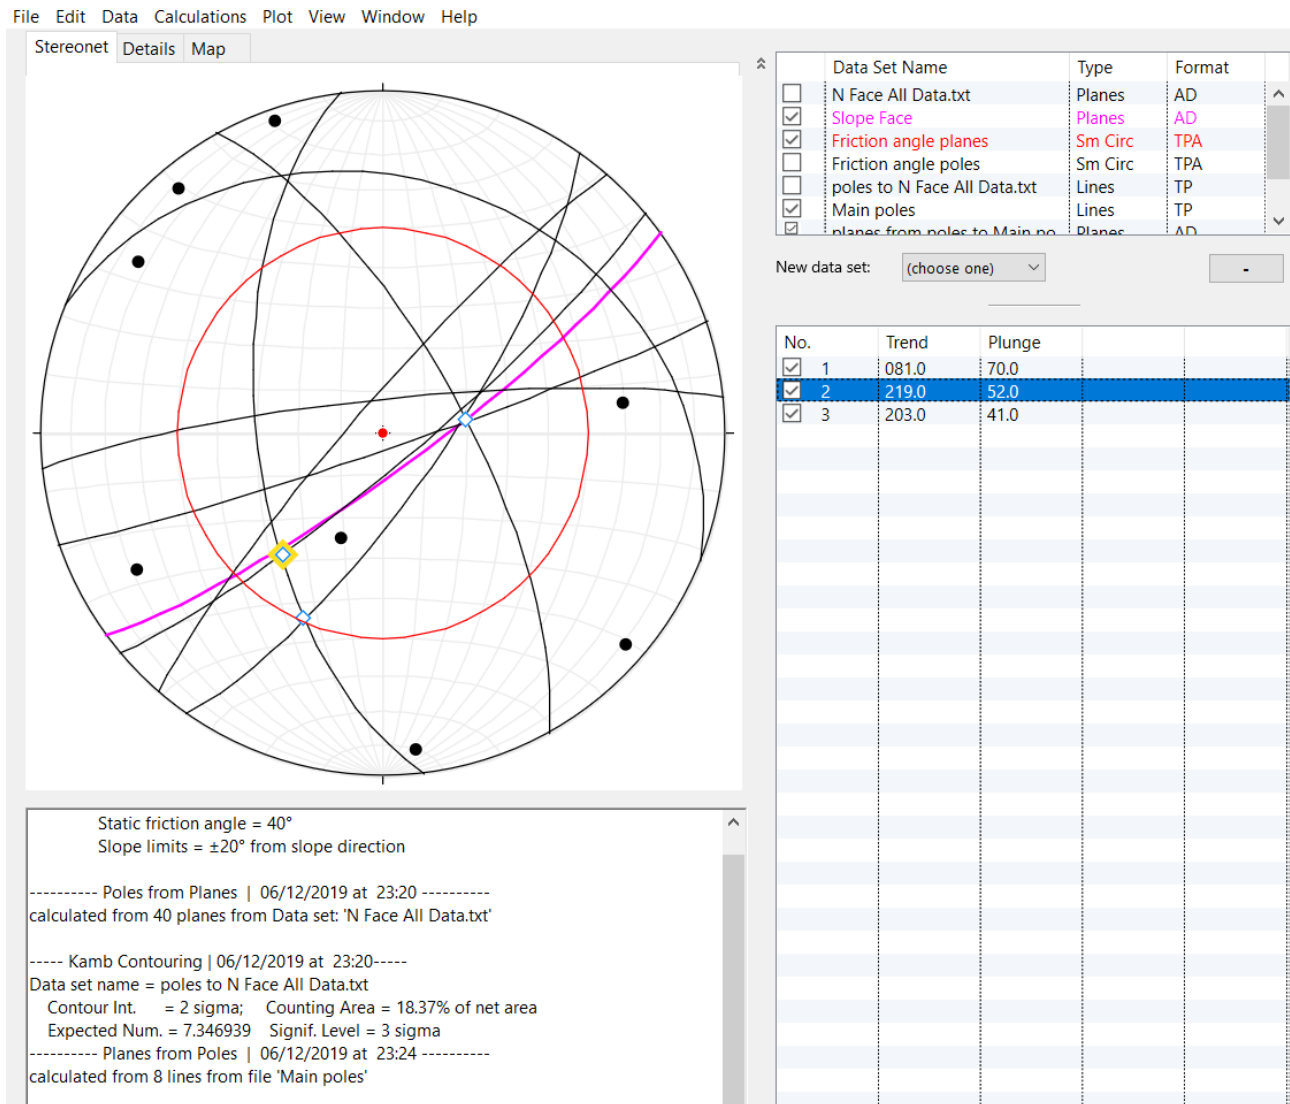 File Edit Data Calculations Plot View Window Help
Stereonet Details Map
Data Set Name Type Format
N Face All Data.txt Planes AD
Slope Face Planes AD
Friction angle planes Sm Circ TPA
Friction angle poles Sm Circ TPA
poles to N Face All Data.txt Lines TP
Main poles Lines TP
planes from poles to Main po Planes AD
New data set: (choose one) -
No. Trend Plunge
1 081.0 70.0
2 219.0 52.0
3 203.0 41.0
Static friction angle = 40°
Slope limits = ±20° from slope direction
---------- Poles from Planes | 06/12/2019 at 23:20 ----------
calculated from 40 planes from Data set: 'N Face All Data.txt'
----- Kamb Contouring | 06/12/2019 at 23:20-----
Data set name = poles to N Face All Data.txt
Contour Int. = 2 sigma; Counting Area = 18.37% of net area
Expected Num. = 7.346939 Signif. Level = 3 sigma
---------- Planes from Poles | 06/12/2019 at 23:24 ----------
calculated from 8 lines from file 'Main poles'